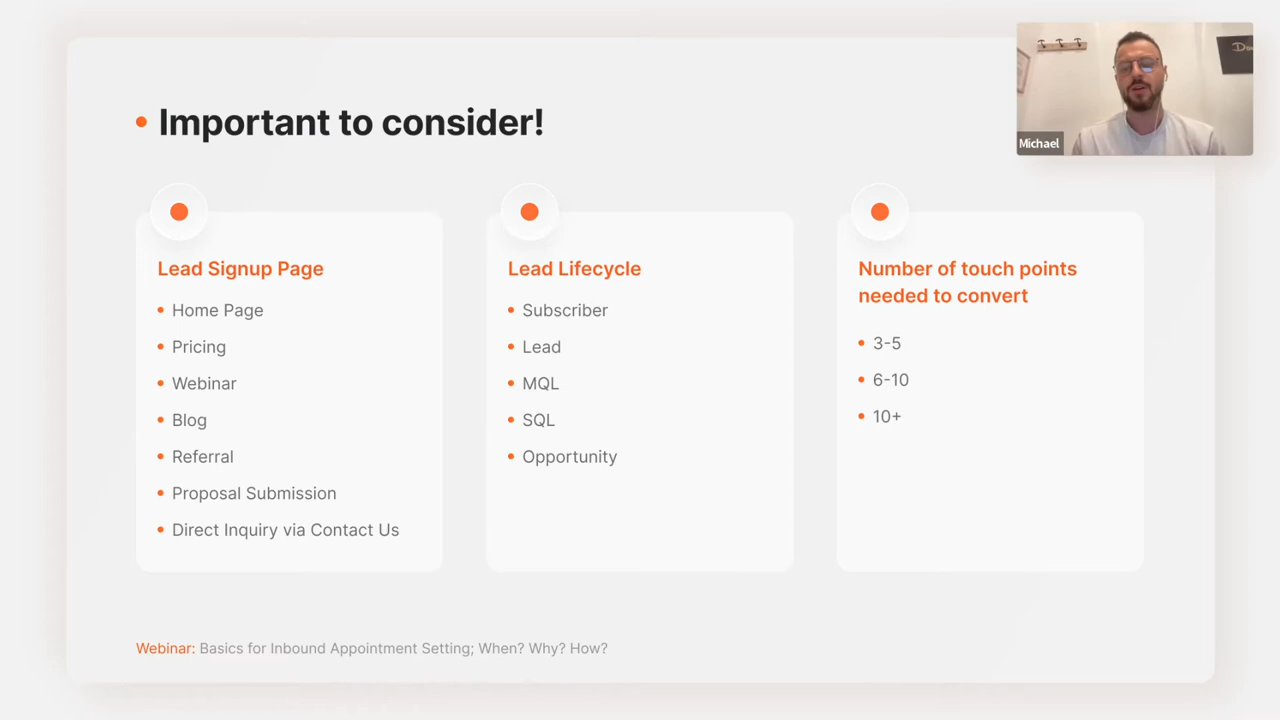 Important to consider!
Michael
Lead Signup Page
Home Page
Pricing
Webinar
Blog
Referral
Proposal Submission
Direct Inquiry via Contact Us
Lead Lifecycle
Subscriber
Lead
MQL
SQL
Opportunity
Number of touch points
needed to convert
3-5
6-10
10+
Webinar: Basics for Inbound Appointment Setting; When? Why? How?